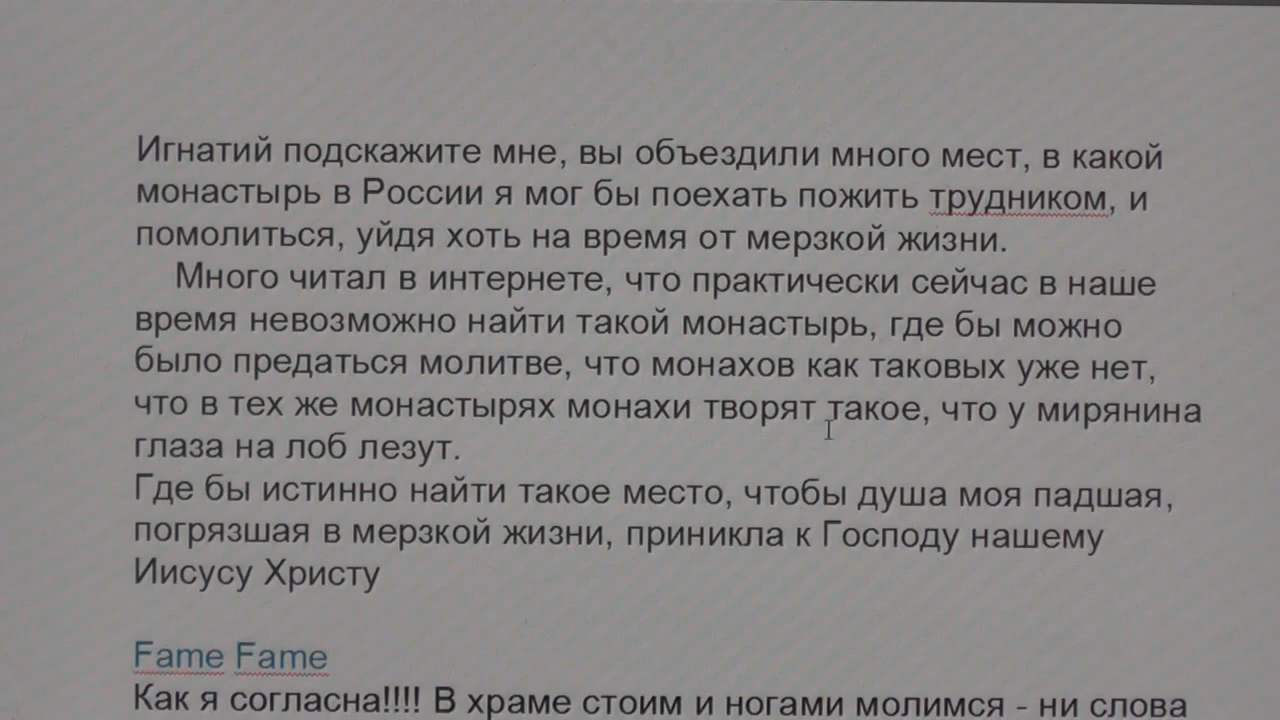 Игнатий подскажите мне, вы объездили много мест, в какой
монастырь в России я мог бы поехать пожить трудником, и
помолиться, уйдя хоть на время от мерзкой жизни.
Много читал в интернете, что практически сейчас в наше
время невозможно найти такой монастырь, где бы можно
было предаться молитве, что монахов как таковых уже нет,
что в тех же монастырях монахи творят такое, что у мирянина
глаза на лоб лезут.
Где бы истинно найти такое место, чтобы душа моя падшая,
погрязшая в мерзкой жизни, приникла к Господу нашему
Иисусу Христу
Fame Fame
Как я согласна!!!! В храме стоим и ногами молимся - ни слова